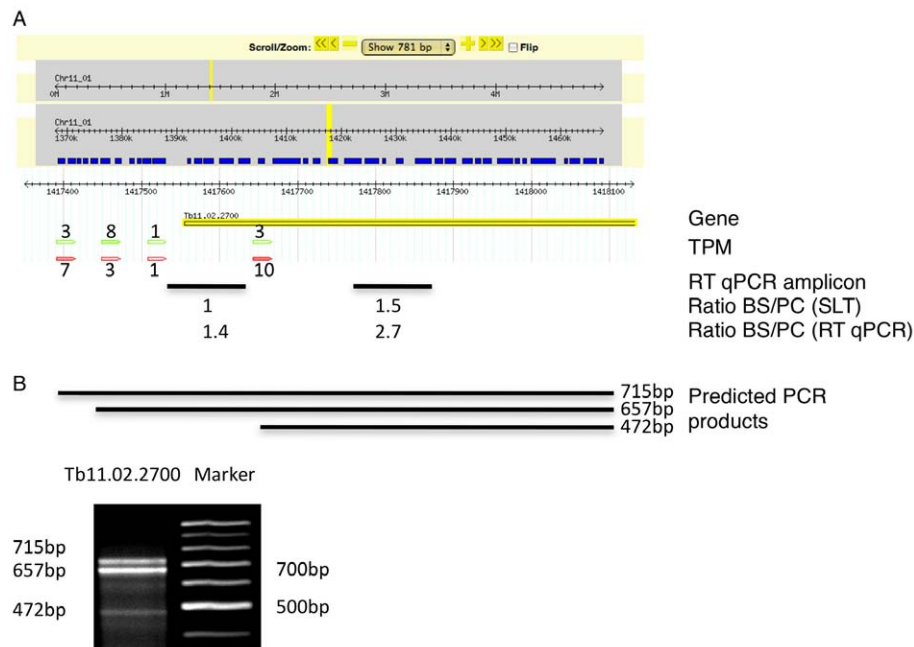 A
Scroll/Zoom: Show 781 bp Flip
Chr11_01
0M 1M 2M 3M 4M
Chr11_01
1370k 1380k 1390k 1400k 1410k 1420k 1430k 1440k 1450k 1460k
1417400 1417500 1417600 1417700 1417800 1417900 1418000 1418100
Tb11.02.2700
Gene
3 8 1 3
TPM
7 3 1 10
RT qPCR amplicon
1 1.5 Ratio BS/PC (SLT)
1.4 2.7 Ratio BS/PC (RT qPCR)
B
715bp Predicted PCR
657bp products
472bp
Tb11.02.2700 Marker
715bp
657bp 700bp
472bp 500bp